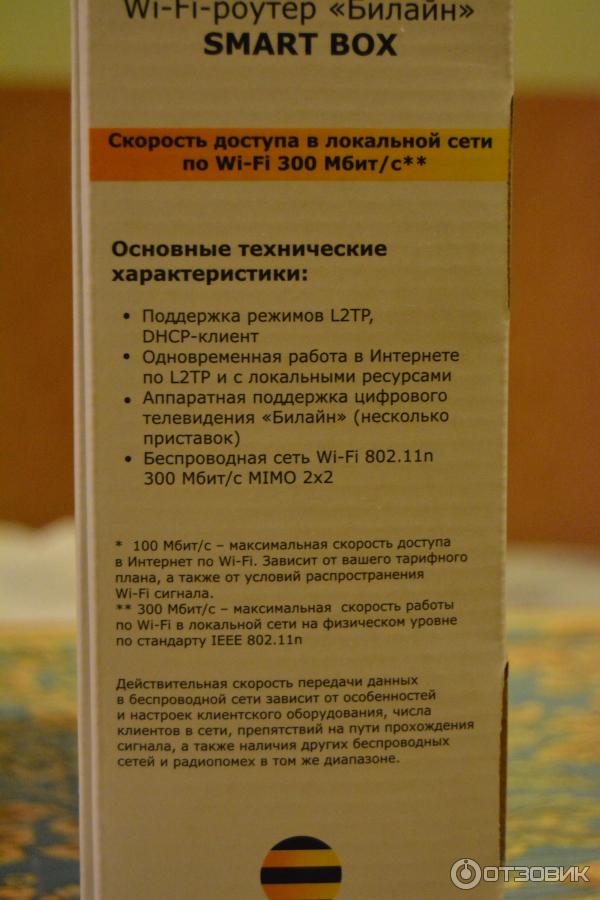 Wi-Fi-роутер «Билайн»
SMART BOX
Скорость доступа в локальной сети
по Wi-Fi 300 Мбит/с**
Основные технические
характеристики:
• Поддержка режимов L2TP,
DHCP-клиент
• Одновременная работа в Интернете
по L2TP и с локальными ресурсами
• Аппаратная поддержка цифрового
телевидения «Билайн» (несколько
приставок)
• Беспроводная сеть Wi-Fi 802.11n
300 Мбит/с MIMO 2x2
* 100 Мбит/с – максимальная скорость доступа
в Интернет по Wi-Fi. Зависит от вашего тарифного
плана, а также от условий распространения
Wi-Fi сигнала.
** 300 Мбит/с – максимальная скорость работы
по Wi-Fi в локальной сети на физическом уровне
по стандарту IEEE 802.11n
Действительная скорость передачи данных
в беспроводной сети зависит от особенностей
и настроек клиентского оборудования, числа
клиентов в сети, препятствий на пути прохождения
сигнала, а также наличия других беспроводных
сетей и радиопомех в том же диапазоне.
ОТЗОВИК